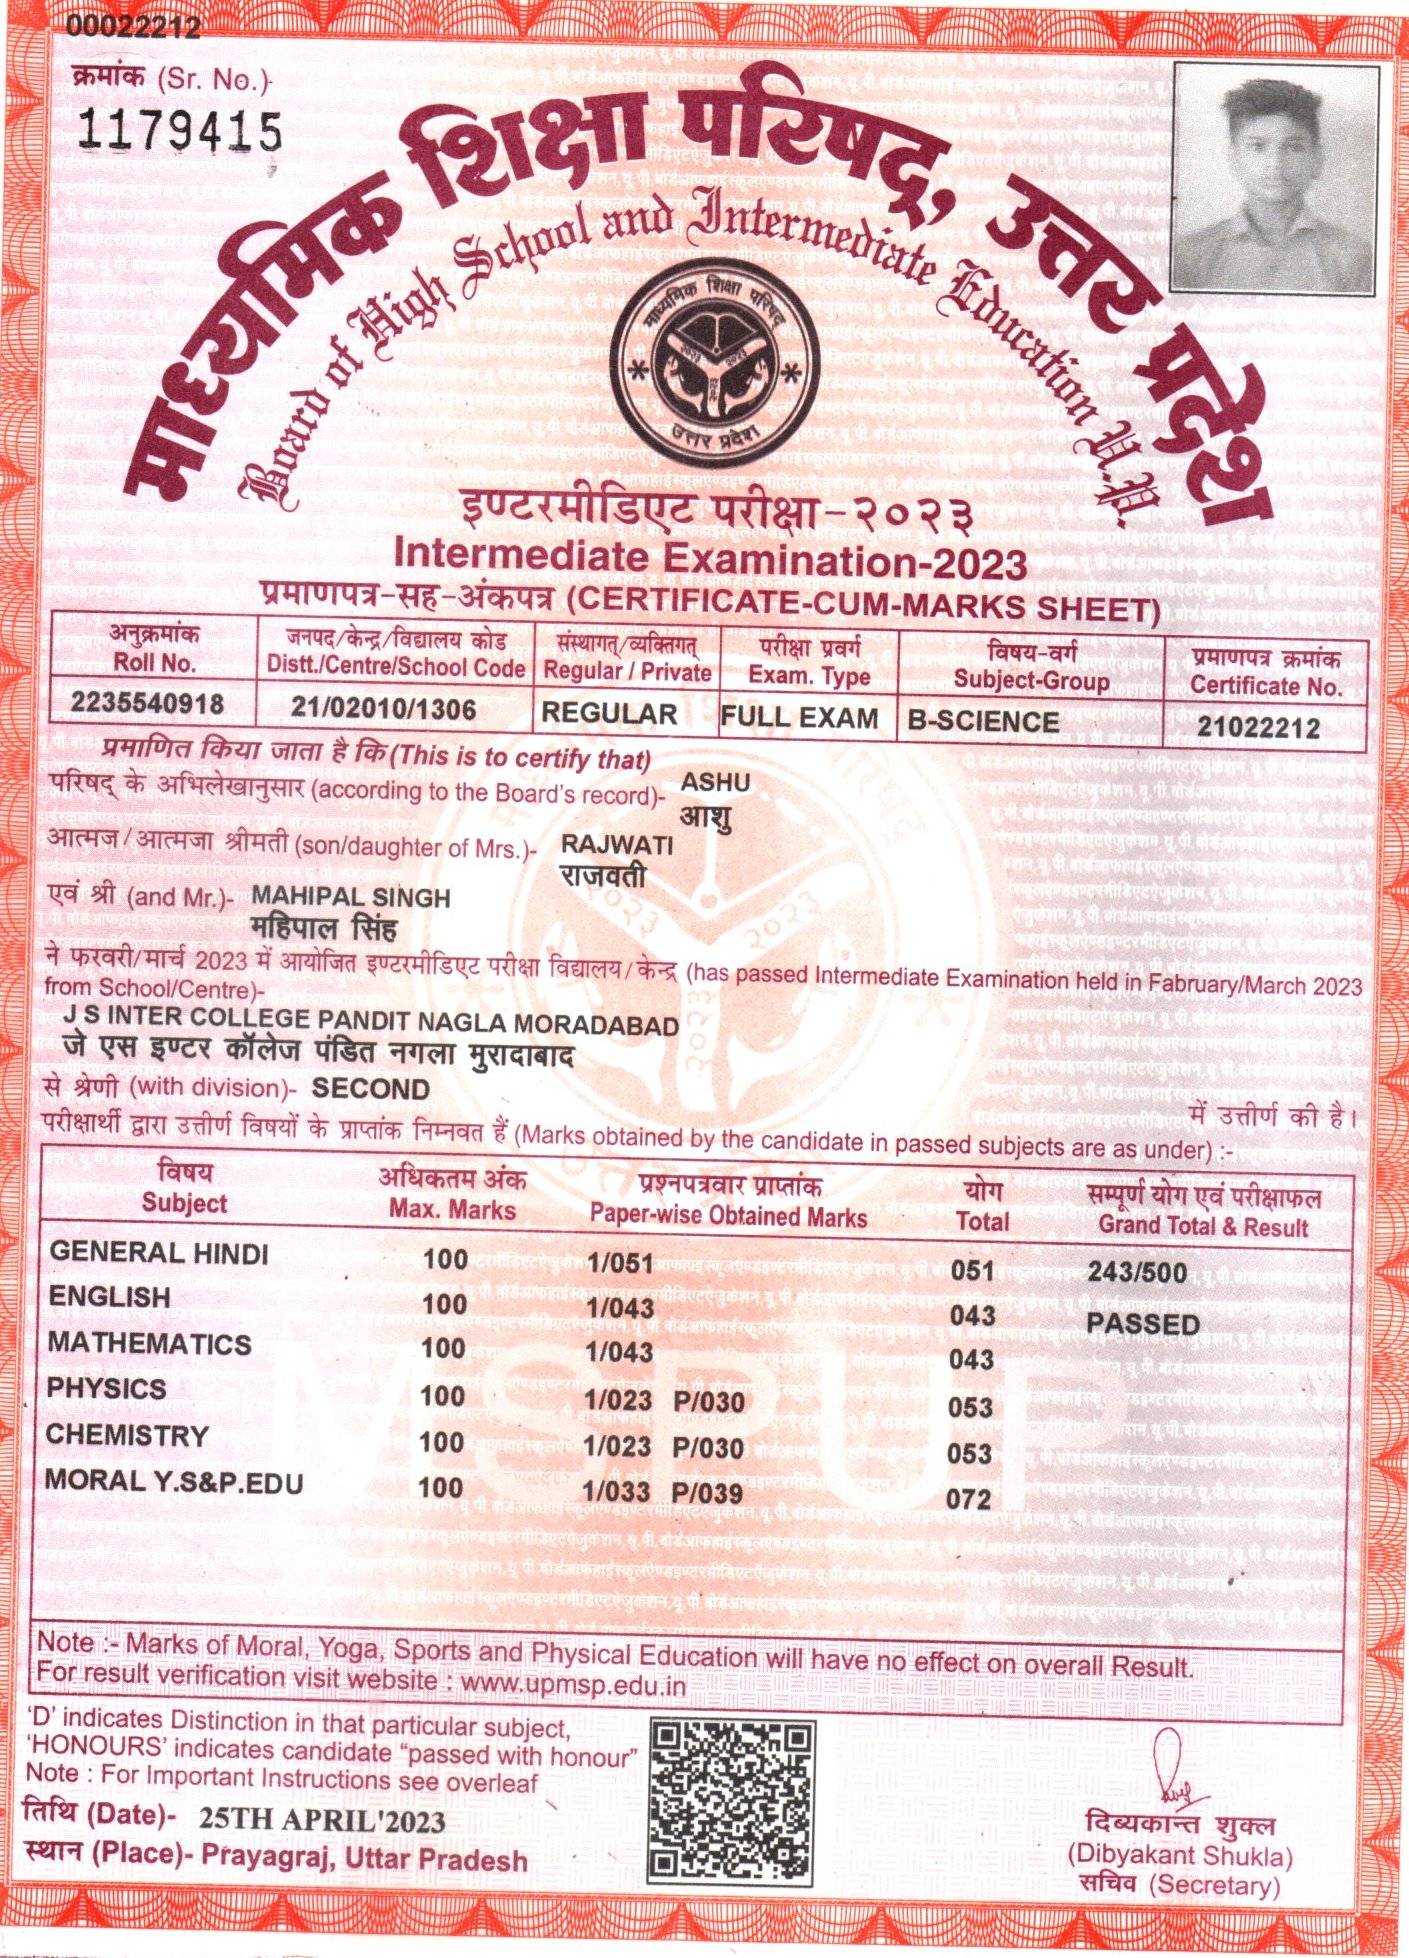 00022212
क्रमांक (Sr. No.)-
1179415
माध्यमिक शिक्षा परिषद्, उत्तर प्रदेश
Board of High School and Intermediate Education U.P.
माध्यमिक शिक्षा परिषद्
२०२३ २०२३
२०२३
उत्तर प्रदेश
इण्टरमीडिएट परीक्षा-२०२३
Intermediate Examination-2023
प्रमाणपत्र-सह-अंकपत्र (CERTIFICATE-CUM-MARKS SHEET)
अनुक्रमांक जनपद/केन्द्र/विद्यालय कोड संस्थागत्/व्यक्तिगत् परीक्षा प्रवर्ग विषय-वर्ग प्रमाणपत्र क्रमांक
Roll No. Distt./Centre/School Code Regular / Private Exam. Type Subject-Group Certificate No.
2235540918 21/02010/1306 REGULAR FULL EXAM B-SCIENCE 21022212
प्रमाणित किया जाता है कि (This is to certify that)
परिषद् के अभिलेखानुसार (according to the Board's record)- ASHU
आशु
आत्मज/आत्मजा श्रीमती (son/daughter of Mrs.)- RAJWATI
राजवती
एवं श्री (and Mr.)- MAHIPAL SINGH
महिपाल सिंह
ने फरवरी/मार्च 2023 में आयोजित इण्टरमीडिएट परीक्षा विद्यालय/केन्द्र (has passed Intermediate Examination held in Fabruary/March 2023
from School/Centre)-
J S INTER COLLEGE PANDIT NAGLA MORADABAD
जे एस इण्टर कॉलेज पंडित नगला मुरादाबाद
से श्रेणी (with division)- SECOND
में उत्तीर्ण की है।
परीक्षार्थी द्वारा उत्तीर्ण विषयों के प्राप्तांक निम्नवत हैं (Marks obtained by the candidate in passed subjects are as under) :-
विषय अधिकतम अंक प्रश्नपत्रवार प्राप्तांक योग सम्पूर्ण योग एवं परीक्षाफल
Subject Max. Marks Paper-wise Obtained Marks Total Grand Total & Result
GENERAL HINDI 100 1/051 051 243/500
ENGLISH 100 1/043 043 PASSED
MATHEMATICS 100 1/043 043
PHYSICS 100 1/023 P/030 053
CHEMISTRY 100 1/023 P/030 053
MORAL Y.S&P.EDU 100 1/033 P/039 072
MSPUP
Note :- Marks of Moral, Yoga, Sports and Physical Education will have no effect on overall Result.
For result verification visit website : www.upmsp.edu.in
'D' indicates Distinction in that particular subject,
'HONOURS' indicates candidate "passed with honour"
Note : For Important Instructions see overleaf
तिथि (Date)- 25TH APRIL'2023
स्थान (Place)- Prayagraj, Uttar Pradesh
दिब्यकान्त शुक्ल
(Dibyakant Shukla)
सचिव (Secretary)